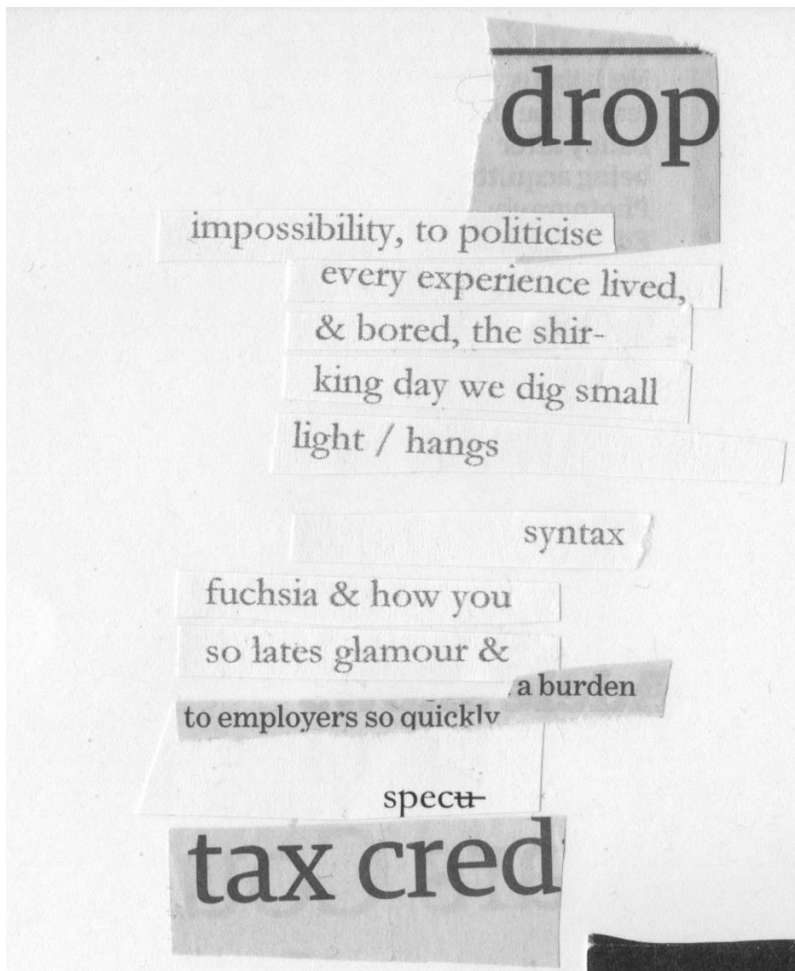 drop
impossibility, to politicise
every experience lived,
& bored, the shir-
king day we dig small
light / hangs
syntax
fuchsia & how you
so lates glamour &
a burden
to employers so quickly
specu-
tax cred